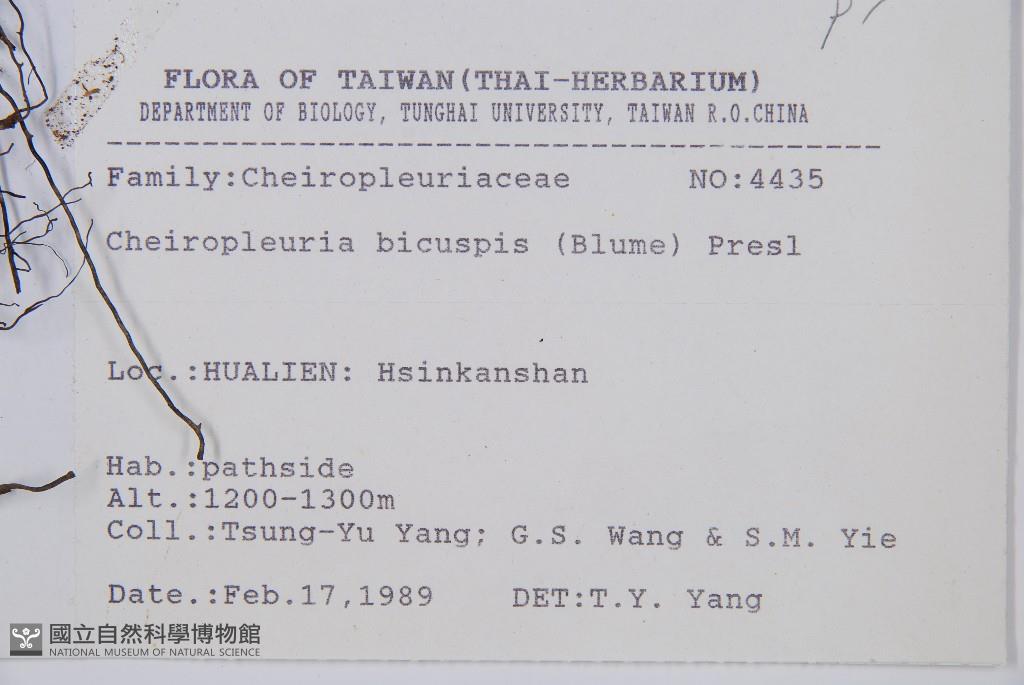 FLORA OF TAIWAN(THAI-HERBARIUM)
DEPARTMENT OF BIOLOGY, TUNGHAI UNIVERSITY, TAIWAN R.O.CHINA
Family:Cheiropleuriaceae NO:4435
Cheiropleuria bicuspis (Blume) Presl
Loc.:HUALIEN: Hsinkanshan
Hab.:pathside
Alt.:1200-1300m
Coll.:Tsung-Yu Yang; G.S. Wang & S.M. Yie
Date.:Feb.17,1989 DET:T.Y. Yang
國立自然科學博物館
NATIONAL MUSEUM OF NATURAL SCIENCE